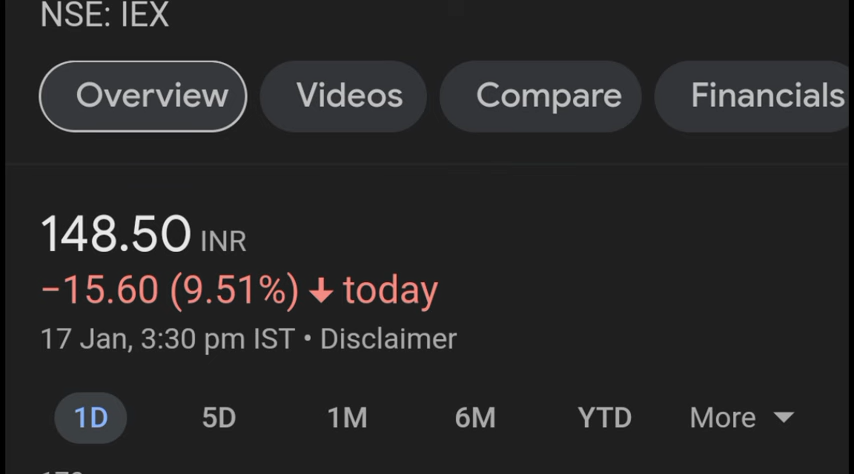 NSE: IEX
Overview Videos Compare Financials
148.50 INR
−15.60 (9.51%) ↓ today
17 Jan, 3:30 pm IST • Disclaimer
1D 5D 1M 6M YTD More